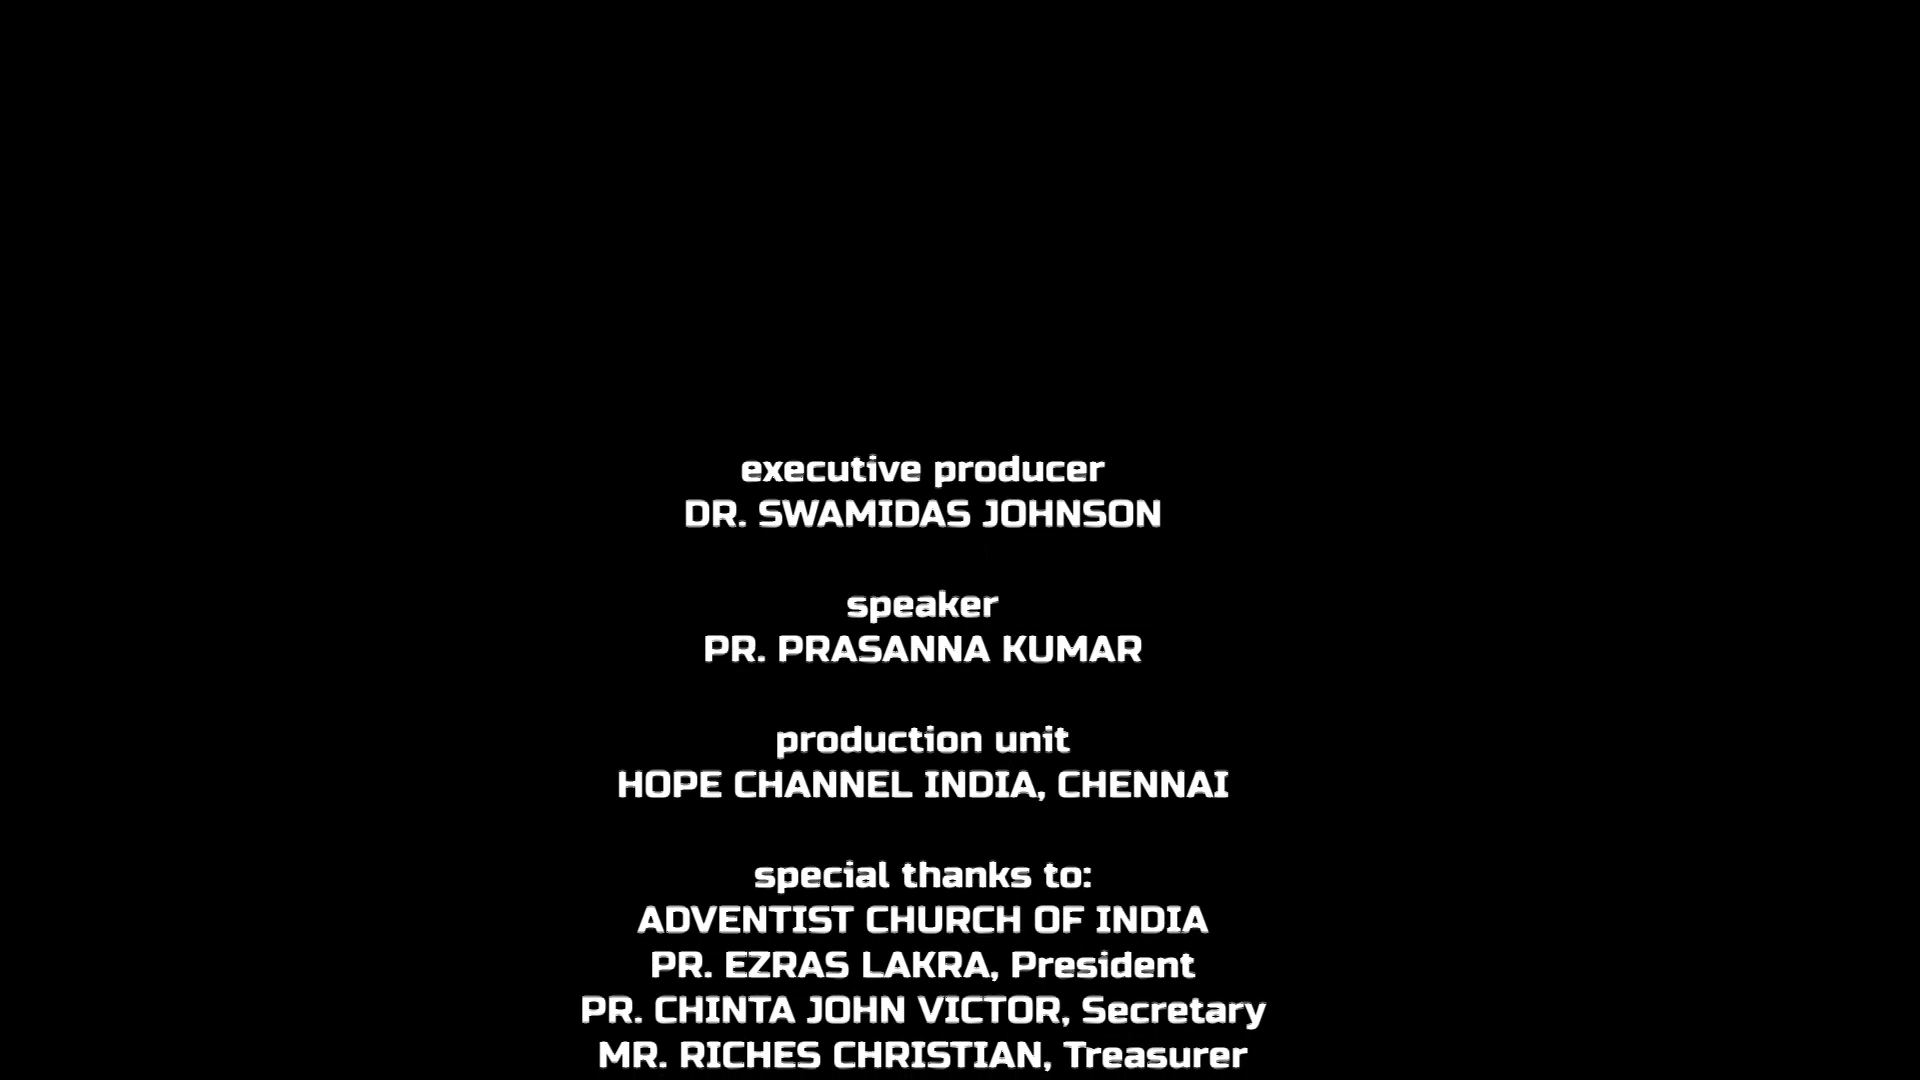 executive producer
DR. SWAMIDAS JOHNSON
speaker
PR. PRASANNA KUMAR
production unit
HOPE CHANNEL INDIA, CHENNAI
special thanks to:
ADVENTIST CHURCH OF INDIA
PR. EZRAS LAKRA, President
PR. CHINTA JOHN VICTOR, Secretary
MR. RICHES CHRISTIAN, Treasurer